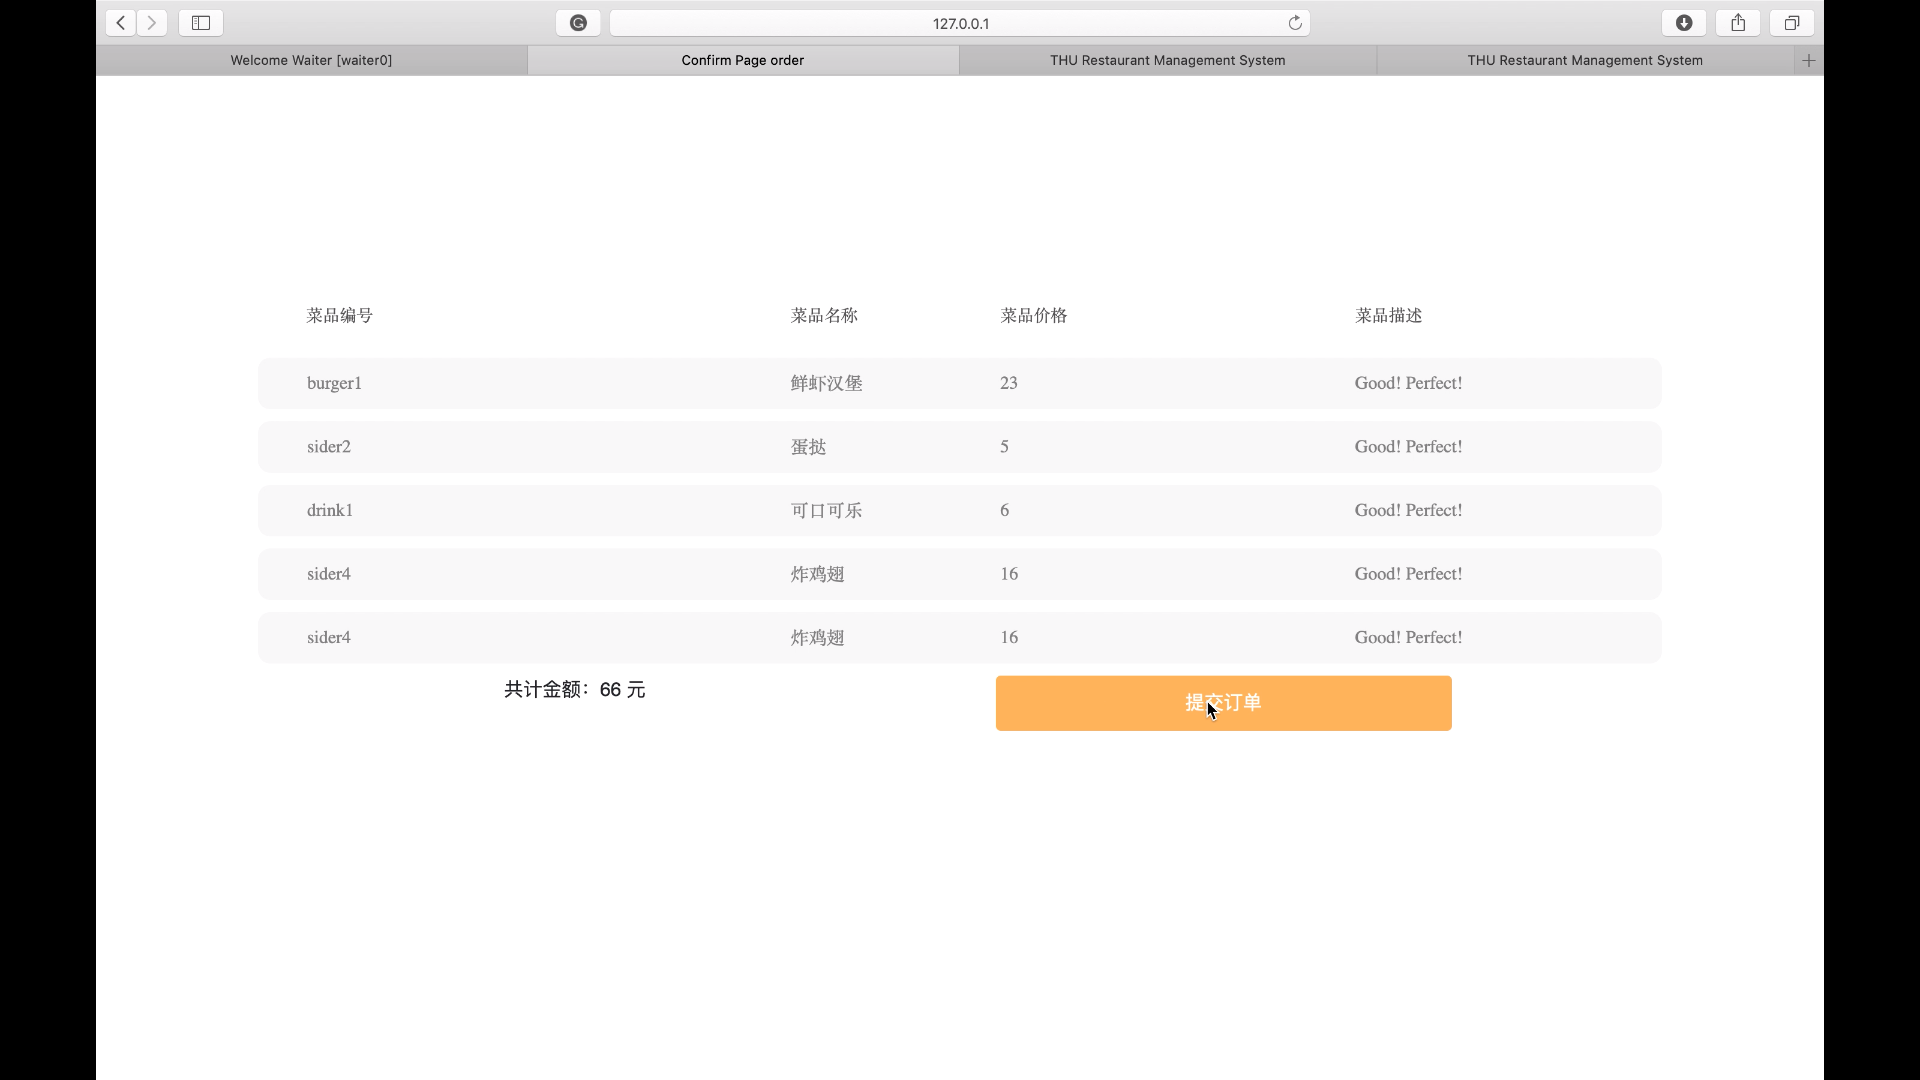 127.0.0.1
Welcome Waiter [waiter0]
Confirm Page order
THU Restaurant Management System
THU Restaurant Management System
菜品编号 菜品名称 菜品价格 菜品描述
burger1 鲜虾汉堡 23 Good! Perfect!
sider2 蛋挞 5 Good! Perfect!
drink1 可口可乐 6 Good! Perfect!
sider4 炸鸡翅 16 Good! Perfect!
sider4 炸鸡翅 16 Good! Perfect!
共计金额：66 元
提交订单